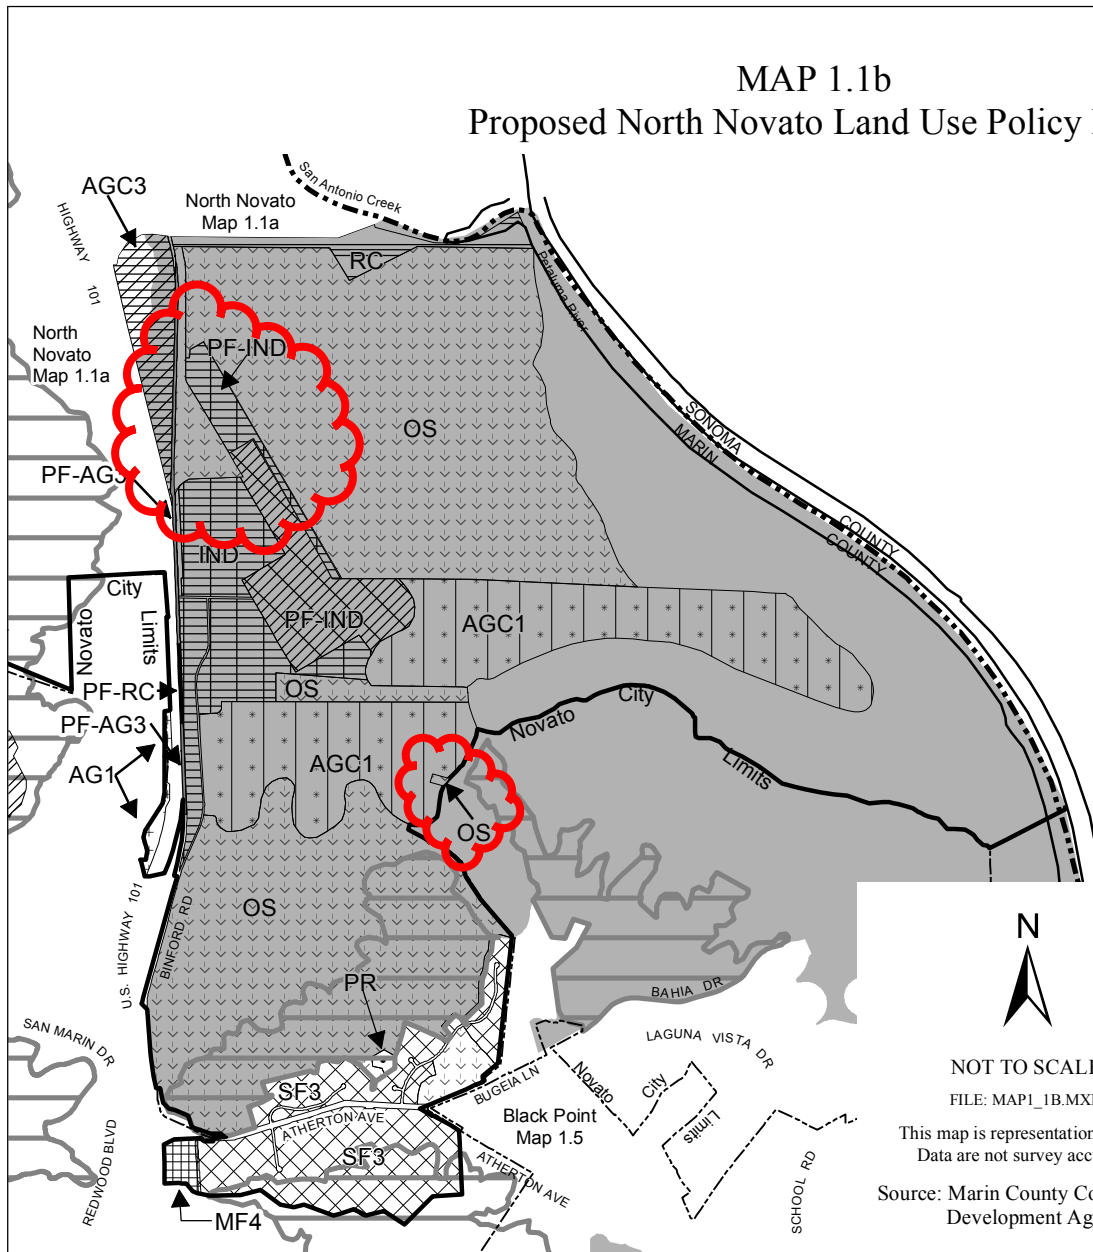 MAP 1.1b
Proposed North Novato Land Use Policy
AGC3
HIGHWAY 101
North Novato
Map 1.1a
San Antonio Creek
RC
Petaluma River
North
Novato
Map 1.1a
PF-IND
OS
SONOMA COUNTY
MARIN COUNTY
PF-AG3
IND
Novato City Limits
PF-IND
AGC1
PF-RC
OS
Novato City Limits
PF-AG3
AG1
AGC1
OS
OS
U.S. HIGHWAY 101
BINFORD RD
PR
BAHIA DR
N
SAN MARIN DR
LAGUNA VISTA DR
NOT TO SCALE
SF3
BUGEIA LN
Novato City Limits
FILE: MAP1_1B.MX
ATHERTON AVE
Black Point
Map 1.5
This map is representation
Data are not survey acc
REDWOOD BLVD
SF3
ATHERTON AVE
SCHOOL RD
Source: Marin County Co
Development Ag
MF4